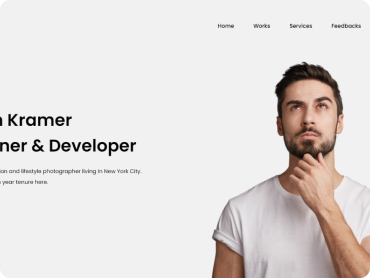 Home Works Services Feedbacks
Kramer
ner & Developer
ion and lifestyle photographer living in New York City.
year tenure here.